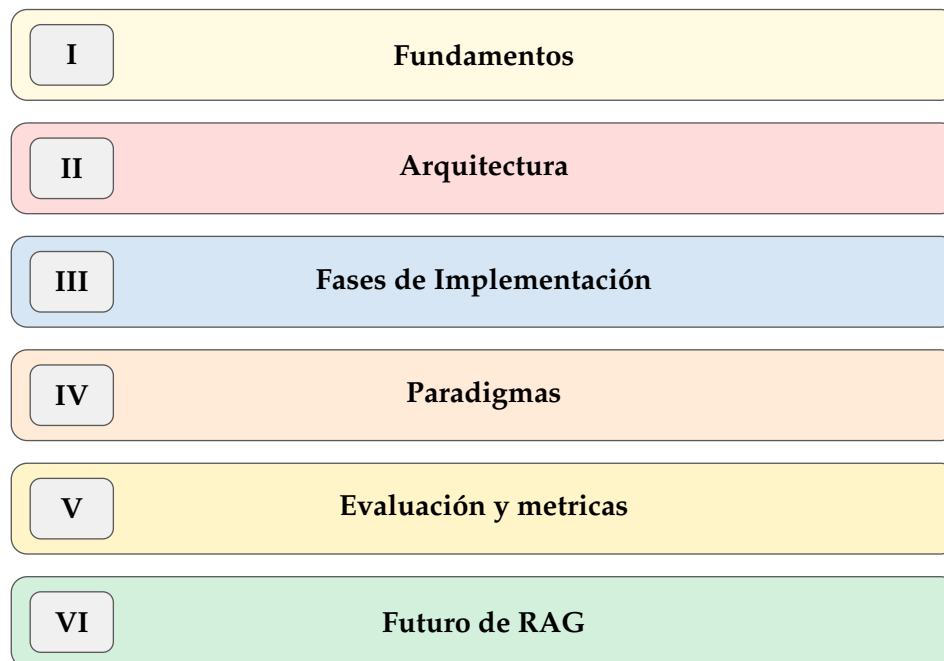 I
Fundamentos
II
Arquitectura
III
Fases de Implementación
IV
Paradigmas
V
Evaluación y metricas
VI
Futuro de RAG